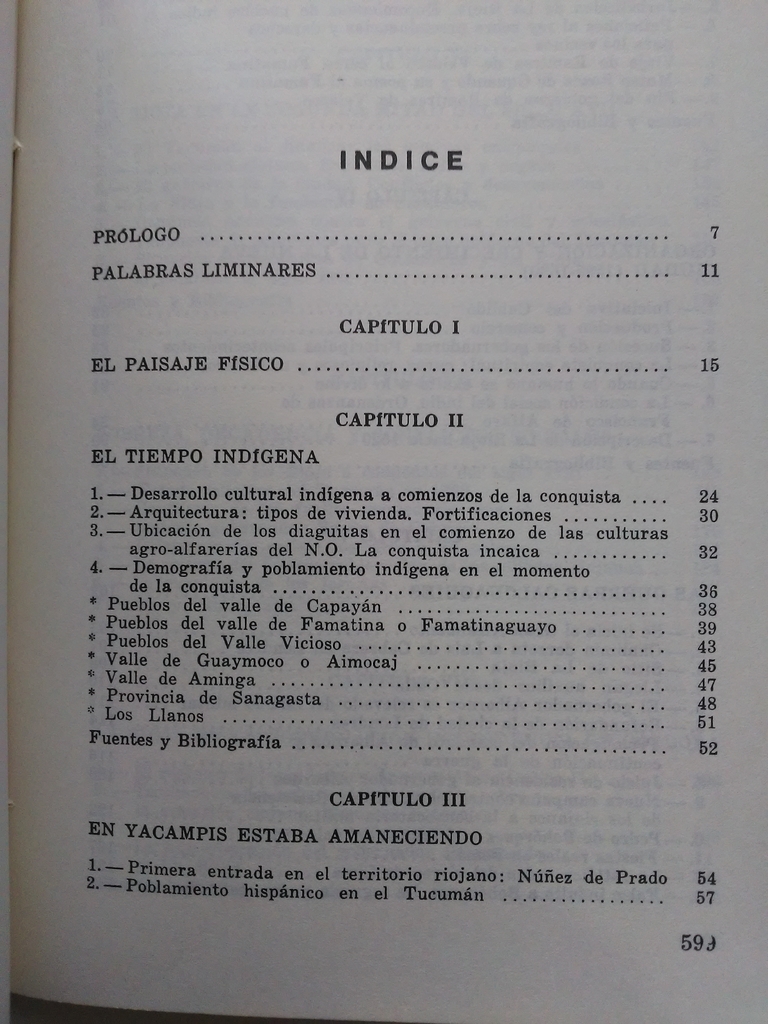 INDICE
PRÓLOGO .................................................. 7
PALABRAS LIMINARES ..................................... 11
CAPÍTULO I
EL PAISAJE FÍSICO ........................................ 15
CAPÍTULO II
EL TIEMPO INDÍGENA
1. — Desarrollo cultural indígena a comienzos de la conquista .... 24
2. — Arquitectura: tipos de vivienda. Fortificaciones ........... 30
3. — Ubicación de los diaguitas en el comienzo de las culturas
agro-alfarerías del N.O. La conquista incaica ............ 32
4. — Demografía y poblamiento indígena en el momento
de la conquista .......................................... 36
* Pueblos del valle de Capayán ............................ 38
* Pueblos del valle de Famatina o Famatinaguayo .......... 39
* Pueblos del Valle Vicioso ................................. 43
* Valle de Guaymoco o Aimocaj ........................... 45
* Valle de Aminga .......................................... 47
* Provincia de Sanagasta ................................... 48
* Los Llanos ............................................... 51
Fuentes y Bibliografía ........................................ 52
CAPÍTULO III
EN YACAMPIS ESTABA AMANECIENDO
1. — Primera entrada en el territorio riojano: Núñez de Prado 54
2. — Poblamiento hispánico en el Tucumán .................. 57
599